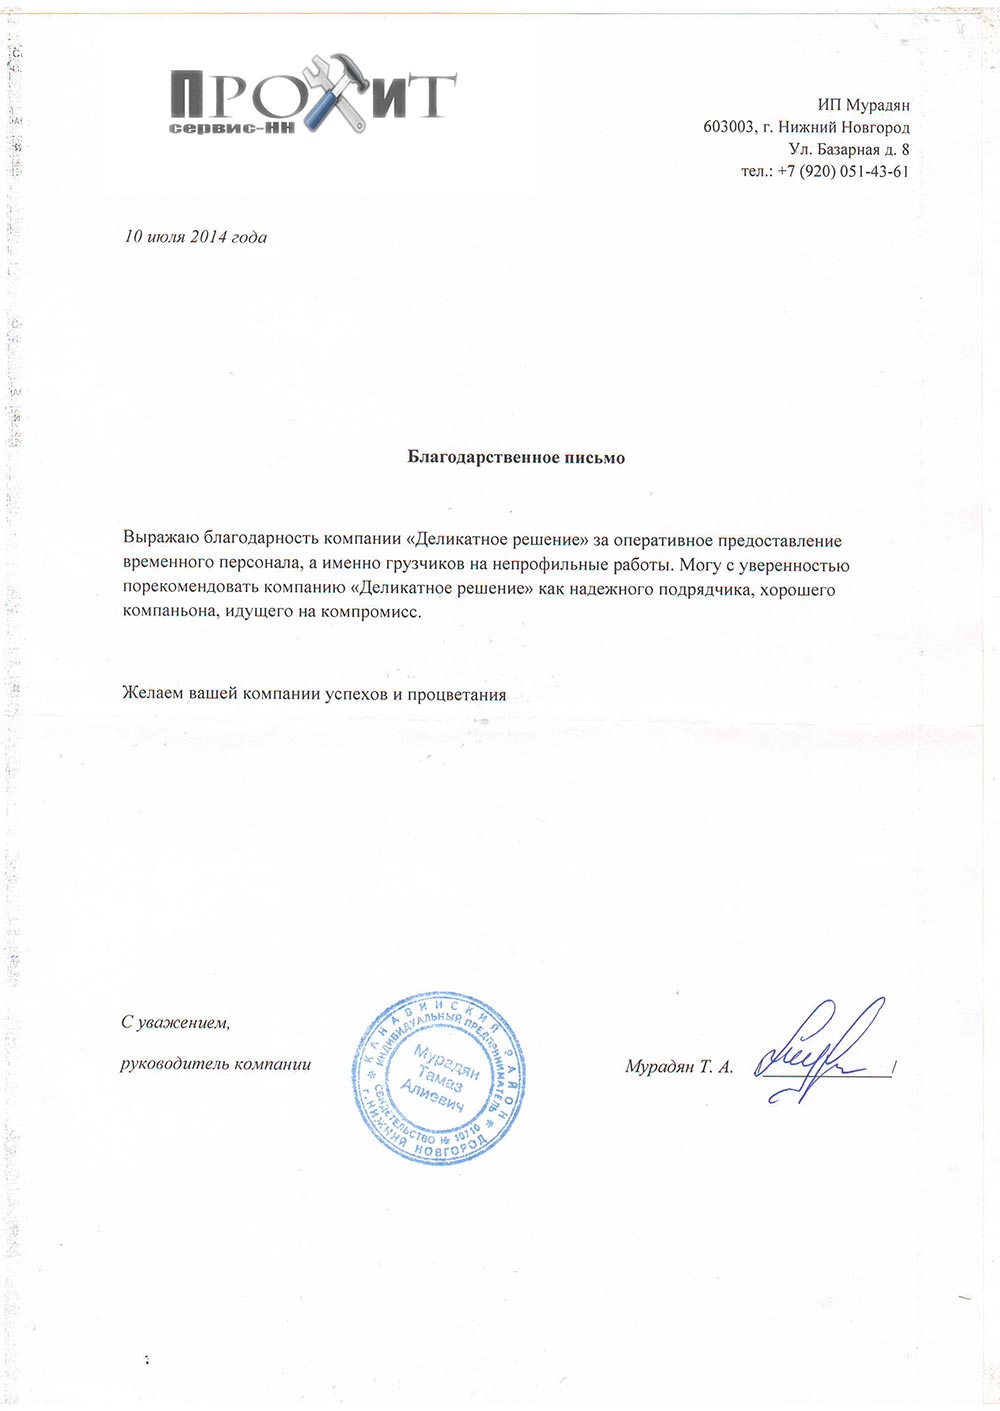 ПРОХиТ
сервис-НН
ИП Мурадян
603003, г. Нижний Новгород
Ул. Базарная д. 8
тел.: +7 (920) 051-43-61
10 июля 2014 года
Благодарственное письмо
Выражаю благодарность компании «Деликатное решение» за оперативное предоставление
временного персонала, а именно грузчиков на непрофильные работы. Могу с уверенностью
порекомендовать компанию «Деликатное решение» как надежного подрядчика, хорошего
компаньона, идущего на компромисс.
Желаем вашей компании успехов и процветания
С уважением,
руководитель компании
КАНАВИНСКИЙ РАЙОН
ИНДИВИДУАЛЬНЫЙ ПРЕДПРИНИМАТЕЛЬ
Мурадян
Тамаз
Алиевич
СВИДЕТЕЛЬСТВО № 10710
г. НИЖНИЙ НОВГОРОД
Мурадян Т. А. /